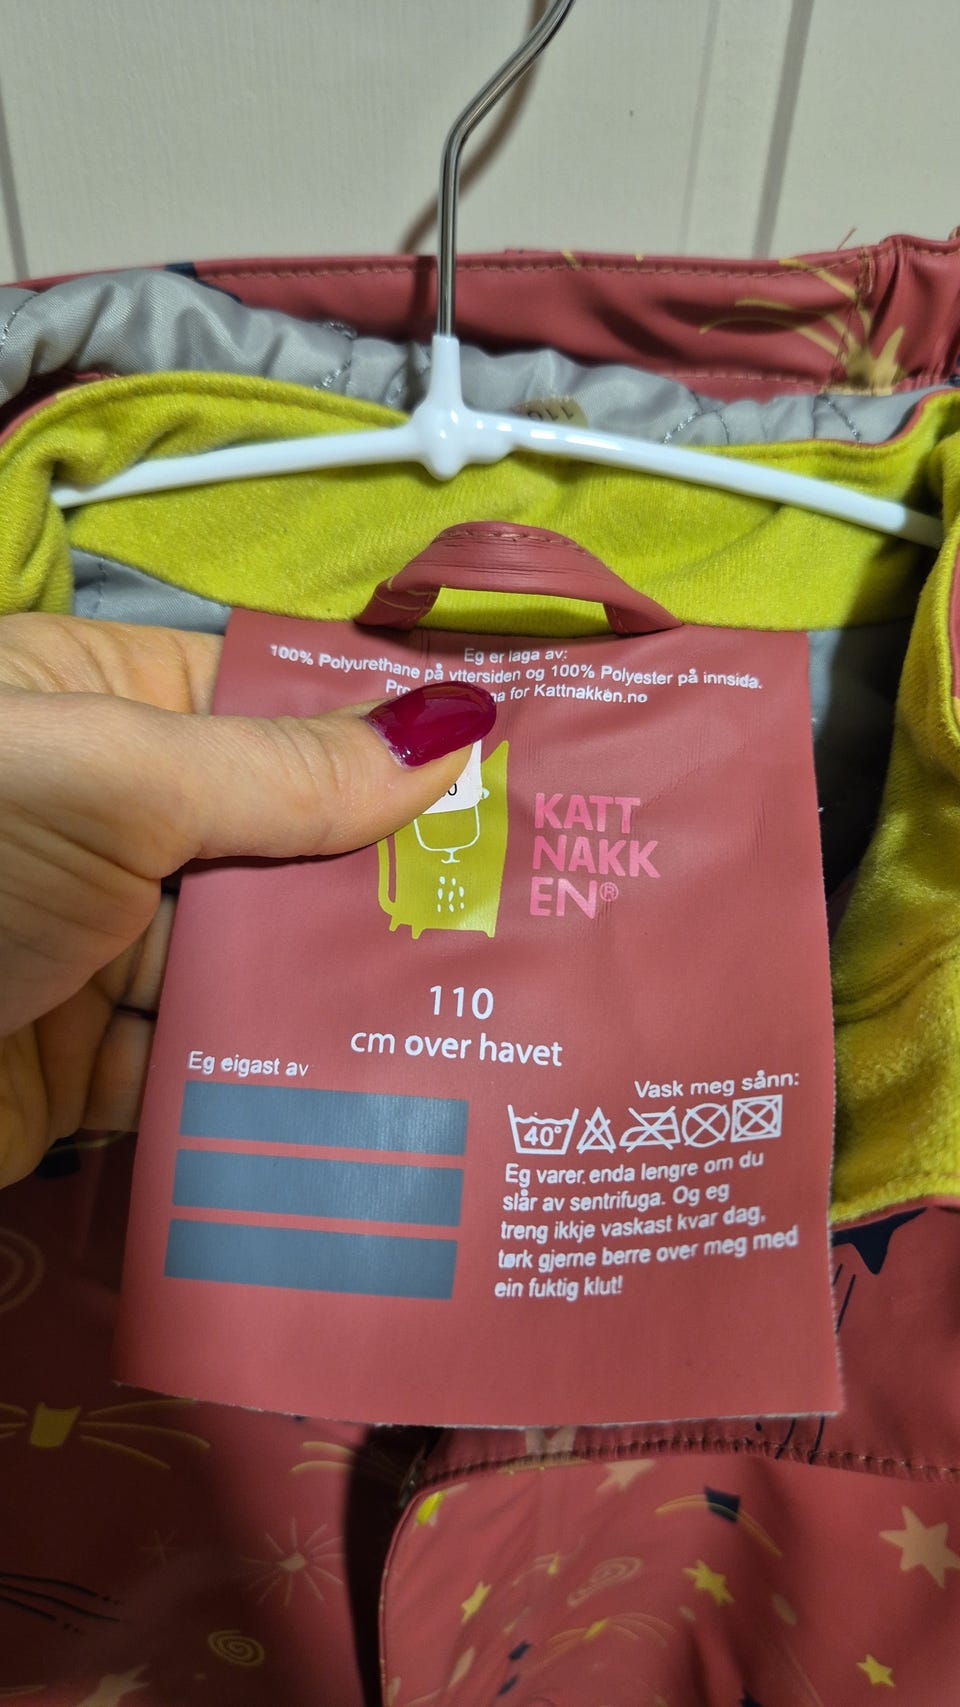 110
Eg er laga av:
100% Polyurethane på yttersiden og 100% Polyester på innsida.
for Kattnakken.no
KATT
NAKK
EN®
110
cm over havet
Eg eigast av
Vask meg sånn:
40°
Eg varer enda lengre om du
slår av sentrifuga. Og eg
treng ikkje vaskast kvar dag,
tørk gjerne berre over meg med
ein fuktig klut!